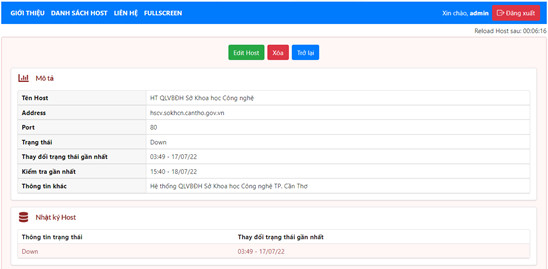 GIỚI THIỆU DANH SÁCH HOST LIÊN HỆ FULLSCREEN Xin chào, admin Đăng xuất
Reload Host sau: 00:06:16
Edit Host Xóa Trở lại
Mô tả
Tên Host HT QLVBĐH Sở Khoa học Công nghệ
Address hscv.sokhcn.cantho.gov.vn
Port 80
Trạng thái Down
Thay đổi trạng thái gần nhất 03:49 - 17/07/22
Kiểm tra gần nhất 15:40 - 18/07/22
Thông tin khác Hệ thống QLVBĐH Sở Khoa học Công nghệ TP. Cần Thơ
Nhật ký Host
Thông tin trạng thái Thay đổi trạng thái gần nhất
Down 03:49 - 17/07/22